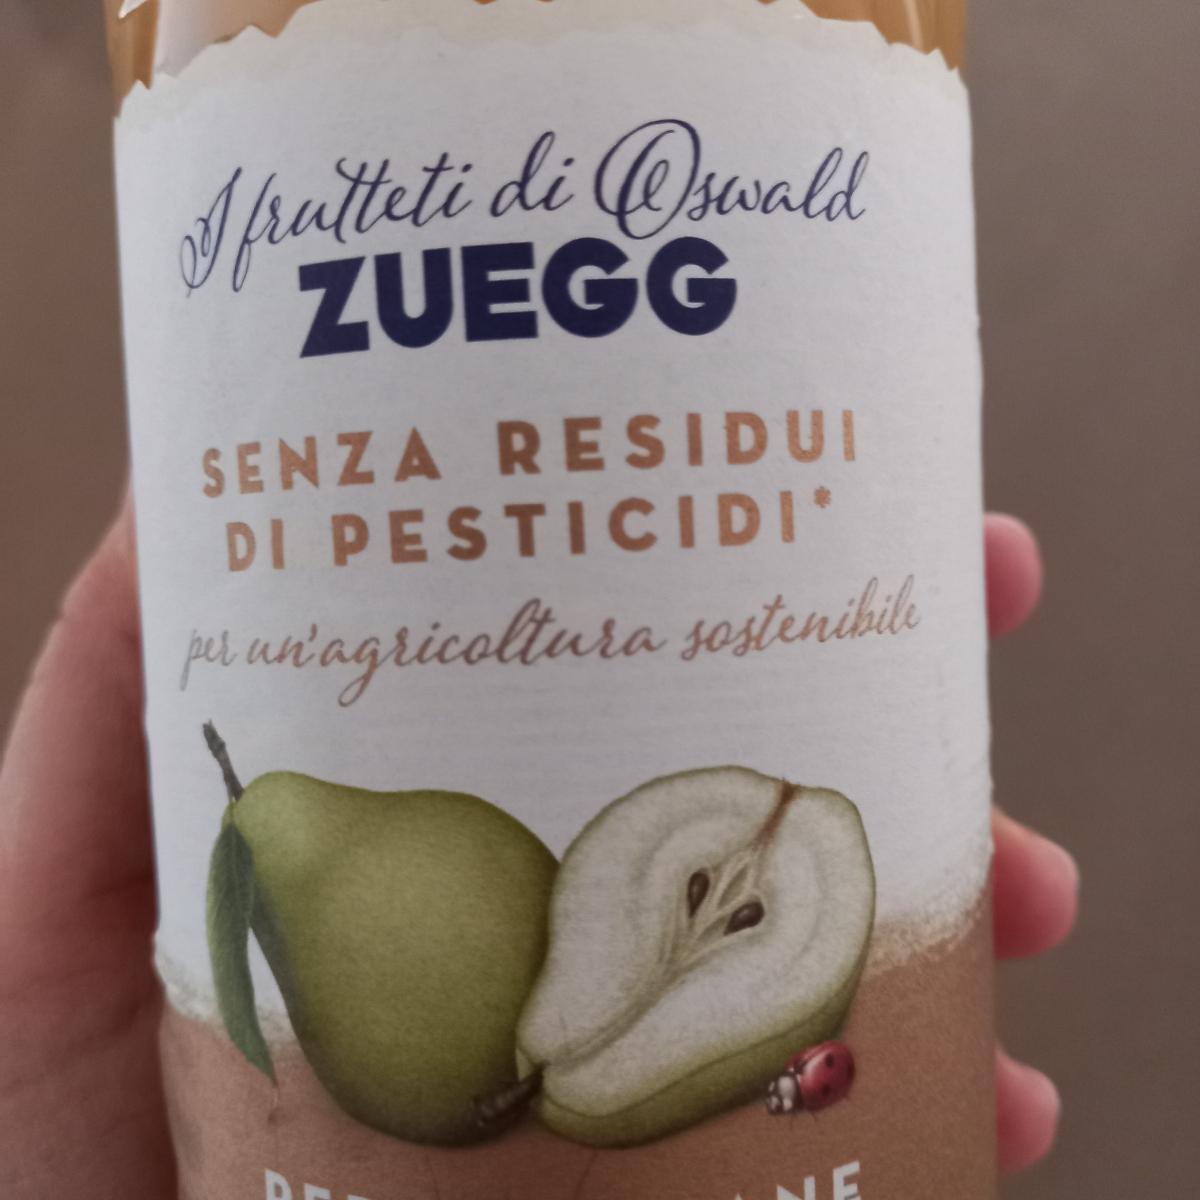 I frutteti di Oswald
ZUEGG
SENZA RESIDUI
DI PESTICIDI*
per un'agricoltura sostenibile